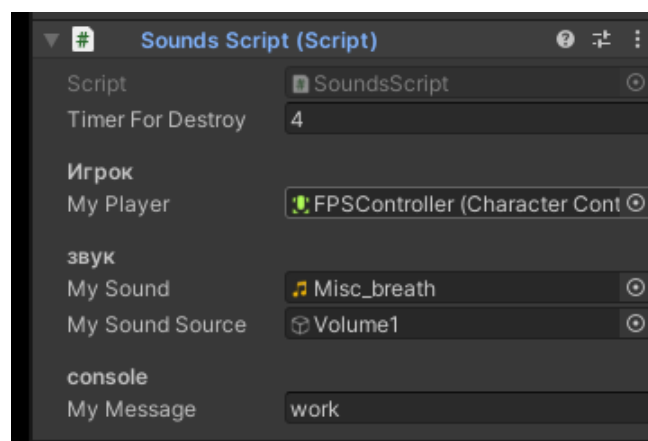 Sounds Script (Script)
Script SoundsScript
Timer For Destroy 4
Игрок
My Player FPSController (Character Cont
звук
My Sound Misc_breath
My Sound Source Volume1
console
My Message work